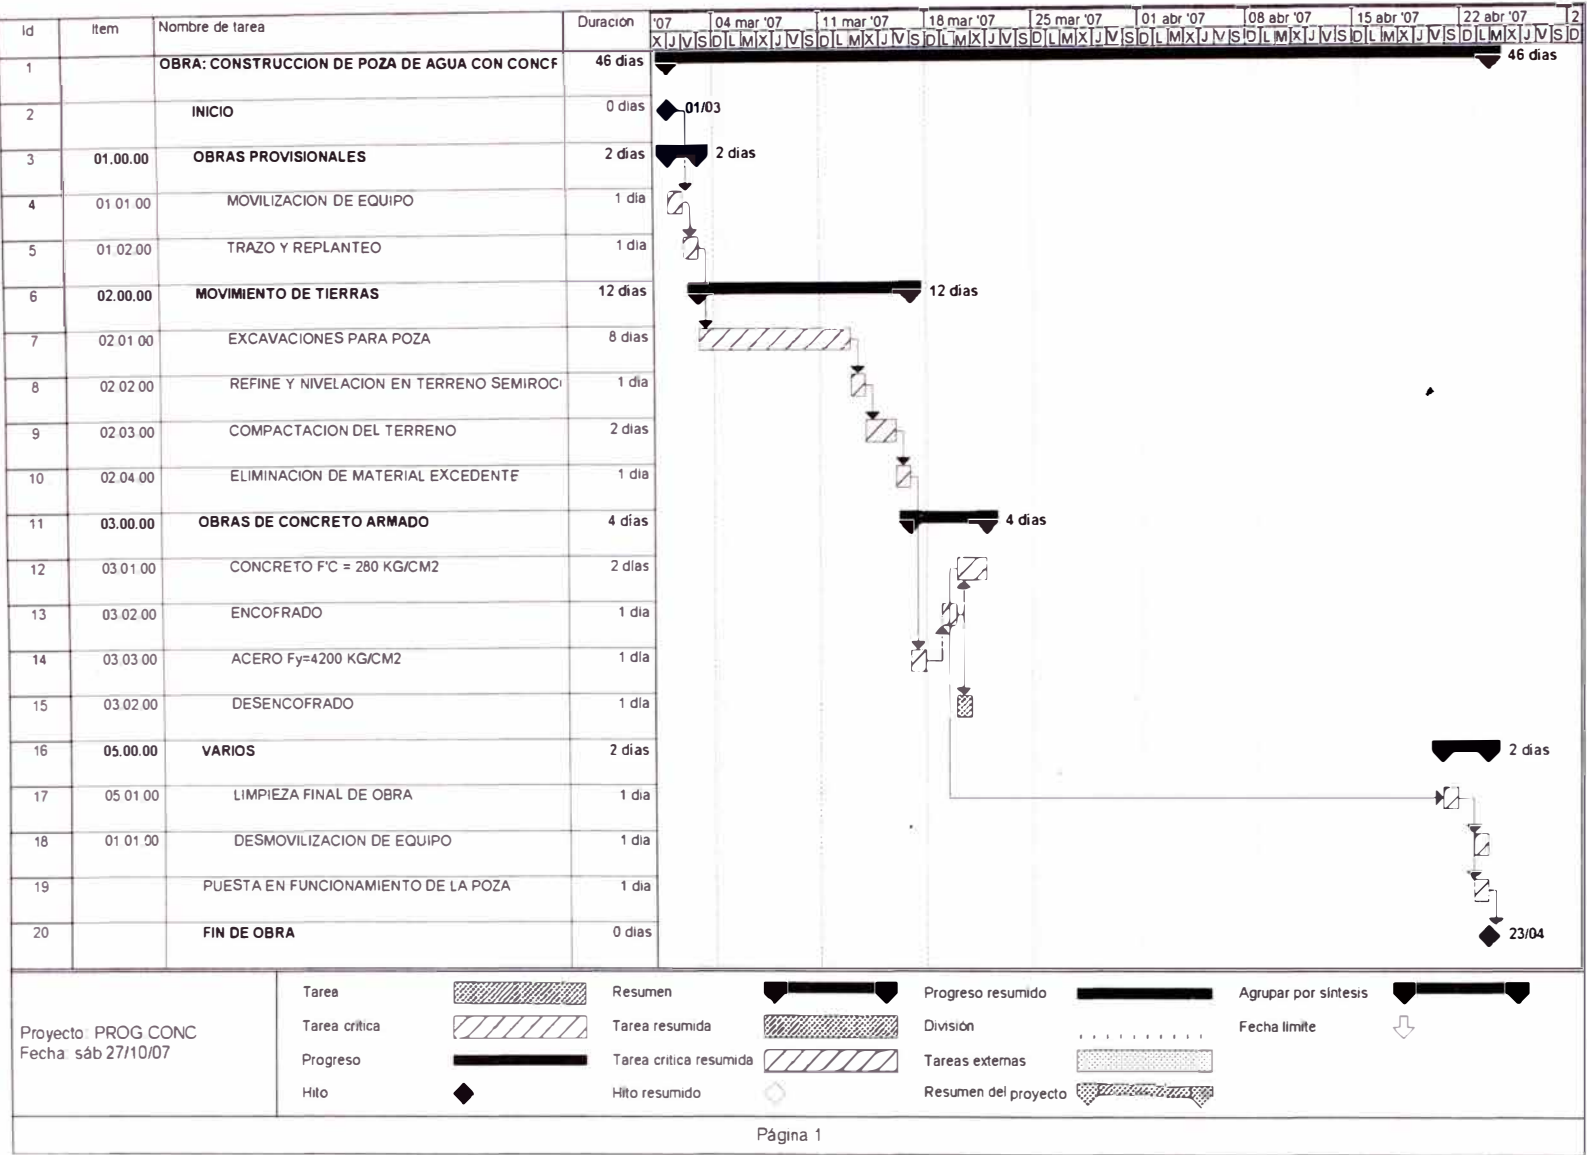 Id Item Nombre de tarea Duración '07 04 mar '07 11 mar '07 18 mar '07 25 mar '07 01 abr '07 08 abr '07 15 abr '07 22 abr '07 2
X J V S D L M X J V S D L M X J V S D L M X J V S D L M X J V S D L M X J V S D L M X J V S D L M X J V S D L M X J V S D
1 OBRA: CONSTRUCCION DE POZA DE AGUA CON CONCF 46 dias 46 dias
2 INICIO 0 dias 01/03
3 01.00.00 OBRAS PROVISIONALES 2 dias 2 dias
4 01 01 00 MOVILIZACION DE EQUIPO 1 dia
5 01 02 00 TRAZO Y REPLANTEO 1 dia
6 02.00.00 MOVIMIENTO DE TIERRAS 12 dias 12 dias
7 02 01 00 EXCAVACIONES PARA POZA 8 dias
8 02 02 00 REFINE Y NIVELACION EN TERRENO SEMIROC 1 dia
9 02 03 00 COMPACTACION DEL TERRENO 2 dias
10 02 04 00 ELIMINACION DE MATERIAL EXCEDENTE 1 dia
11 03.00.00 OBRAS DE CONCRETO ARMADO 4 días 4 dias
12 03 01 00 CONCRETO F'C = 280 KG/CM2 2 días
13 03 02 00 ENCOFRADO 1 dia
14 03 03 00 ACERO Fy=4200 KG/CM2 1 día
15 03 02 00 DESENCOFRADO 1 día
16 05.00.00 VARIOS 2 dias 2 dias
17 05 01 00 LIMPIEZA FINAL DE OBRA 1 dia
18 01 01 00 DESMOVILIZACION DE EQUIPO 1 dia
19 PUESTA EN FUNCIONAMIENTO DE LA POZA 1 dia
20 FIN DE OBRA 0 dias 23/04
Proyecto: PROG CONC
Fecha: sáb 27/10/07
Tarea
Tarea crítica
Progreso
Hito
Resumen
Tarea resumida
Tarea crítica resumida
Hito resumido
Progreso resumido
División
Tareas externas
Resumen del proyecto
Agrupar por síntesis
Fecha límite
Página 1